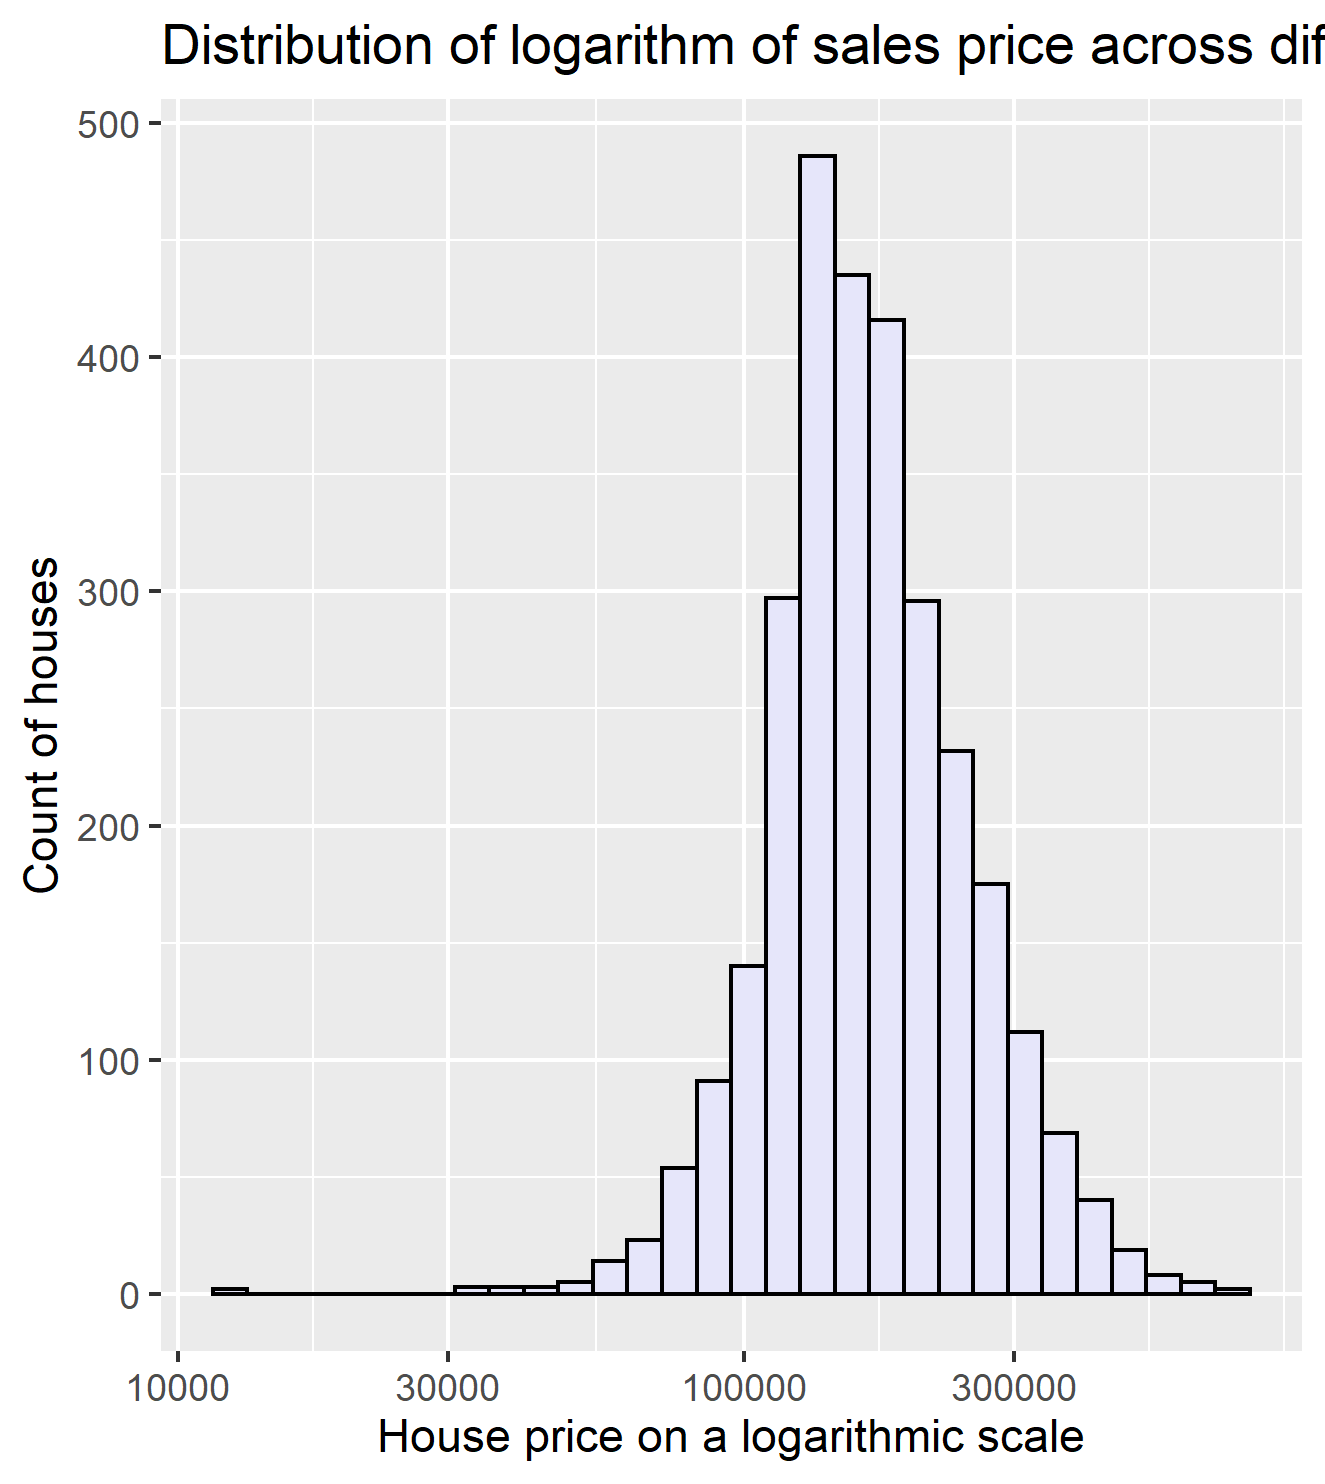 Distribution of logarithm of sales price across dif
500
400
300
200
100
0
Count of houses
10000 30000 100000 300000
House price on a logarithmic scale